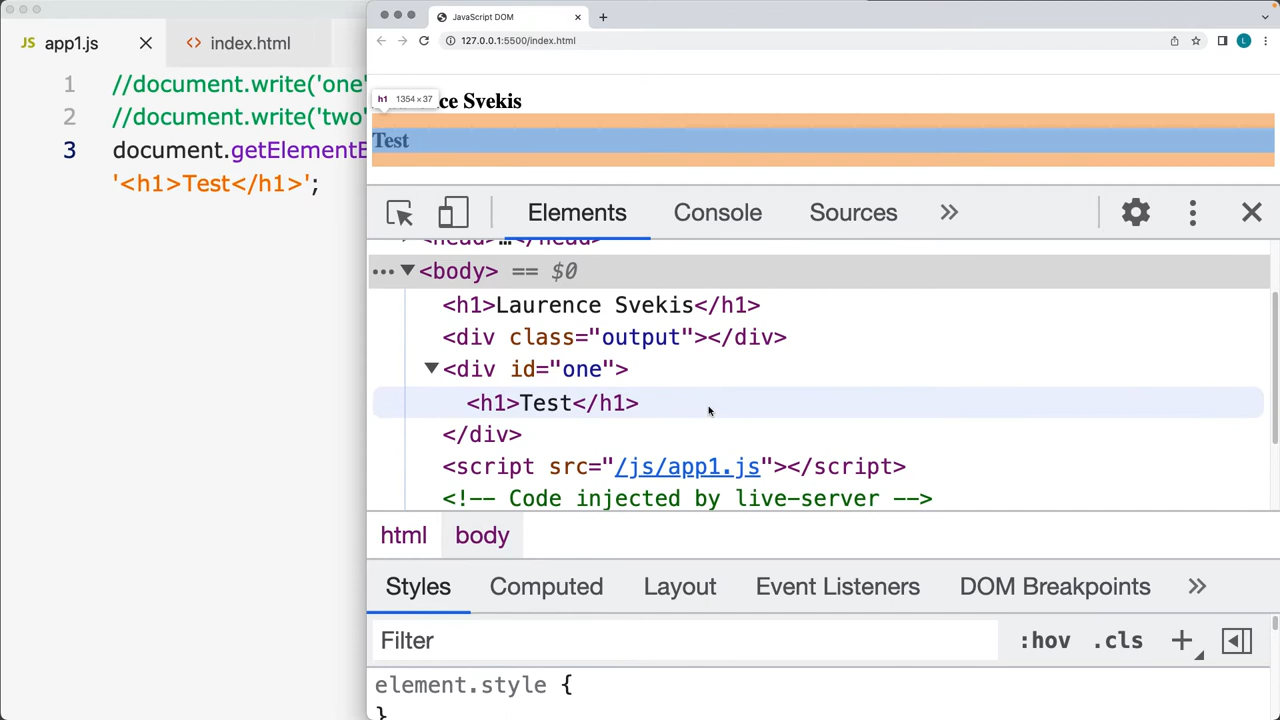 JS app1.js
<> index.html
1 //document.write('one'
2 //document.write('two'
3 document.getElement
'<h1>Test</h1>';
JavaScript DOM
127.0.0.1:5500/index.html
L
h1 1354×37
ce Svekis
Test
Elements Console Sources »
<head>…</head>
••• ▼ <body> == $0
<h1>Laurence Svekis</h1>
<div class="output"></div>
▼ <div id="one">
<h1>Test</h1>
</div>
<script src="/js/app1.js"></script>
<!-- Code injected by live-server -->
html body
Styles Computed Layout Event Listeners DOM Breakpoints »
Filter
:hov .cls +
element.style {
}